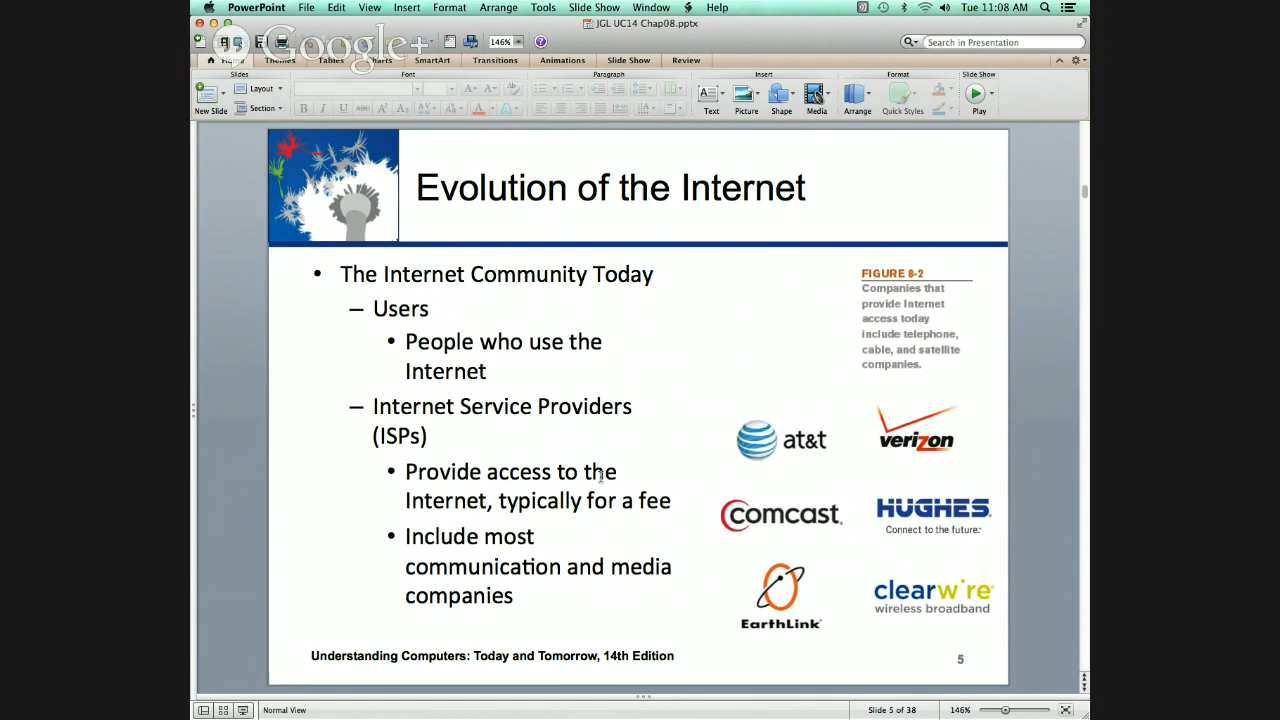 PowerPoint File Edit View Insert Format Arrange Tools Slide Show Window Help Tue 11:08 AM
JGL UC14 Chap08.pptx
Google+
146% Search in Presentation
Home Themes Tables Charts SmartArt Transitions Animations Slide Show Review
Slides Font Paragraph Insert Format Slide Show
Layout
Section
New Slide
B I U ABC
Text Picture Shape Media Arrange Quick Styles Play
Evolution of the Internet
• The Internet Community Today
– Users
• People who use the
Internet
– Internet Service Providers
(ISPs)
• Provide access to the
Internet, typically for a fee
• Include most
communication and media
companies
FIGURE 8-2
Companies that
provide Internet
access today
include telephone,
cable, and satellite
companies.
at&t
verizon
comcast.
HUGHES
Connect to the future.
EarthLink
clearwire
wireless broadband
Understanding Computers: Today and Tomorrow, 14th Edition
5
Normal View Slide 5 of 38 146%